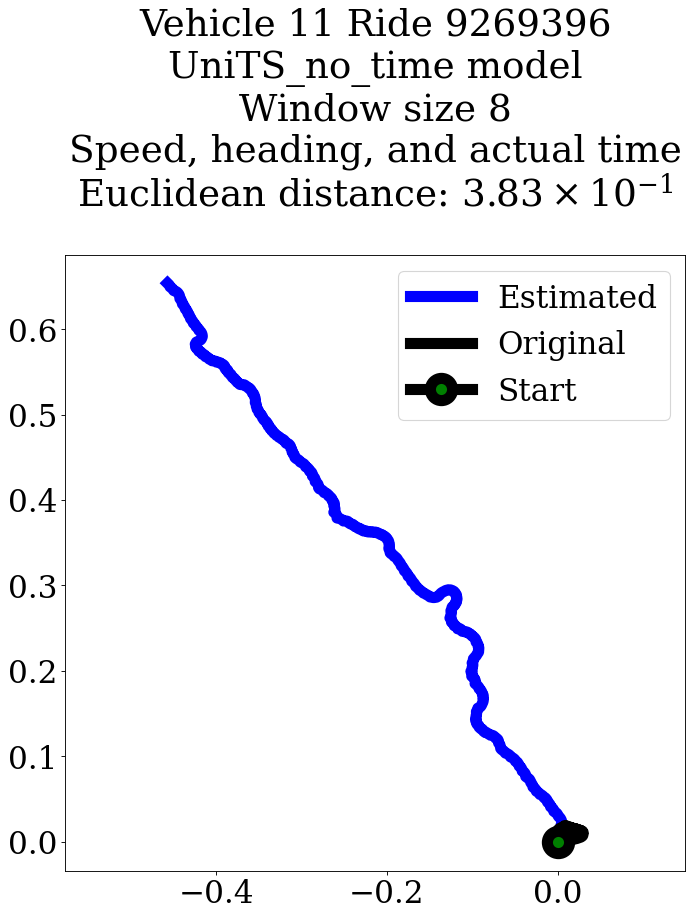 Vehicle 11 Ride 9269396
UniTS_no_time model
Window size 8
Speed, heading, and actual time
Euclidean distance: 3.83 × 10⁻¹
Estimated
Original
Start
0.6
0.5
0.4
0.3
0.2
0.1
0.0
−0.4
−0.2
0.0